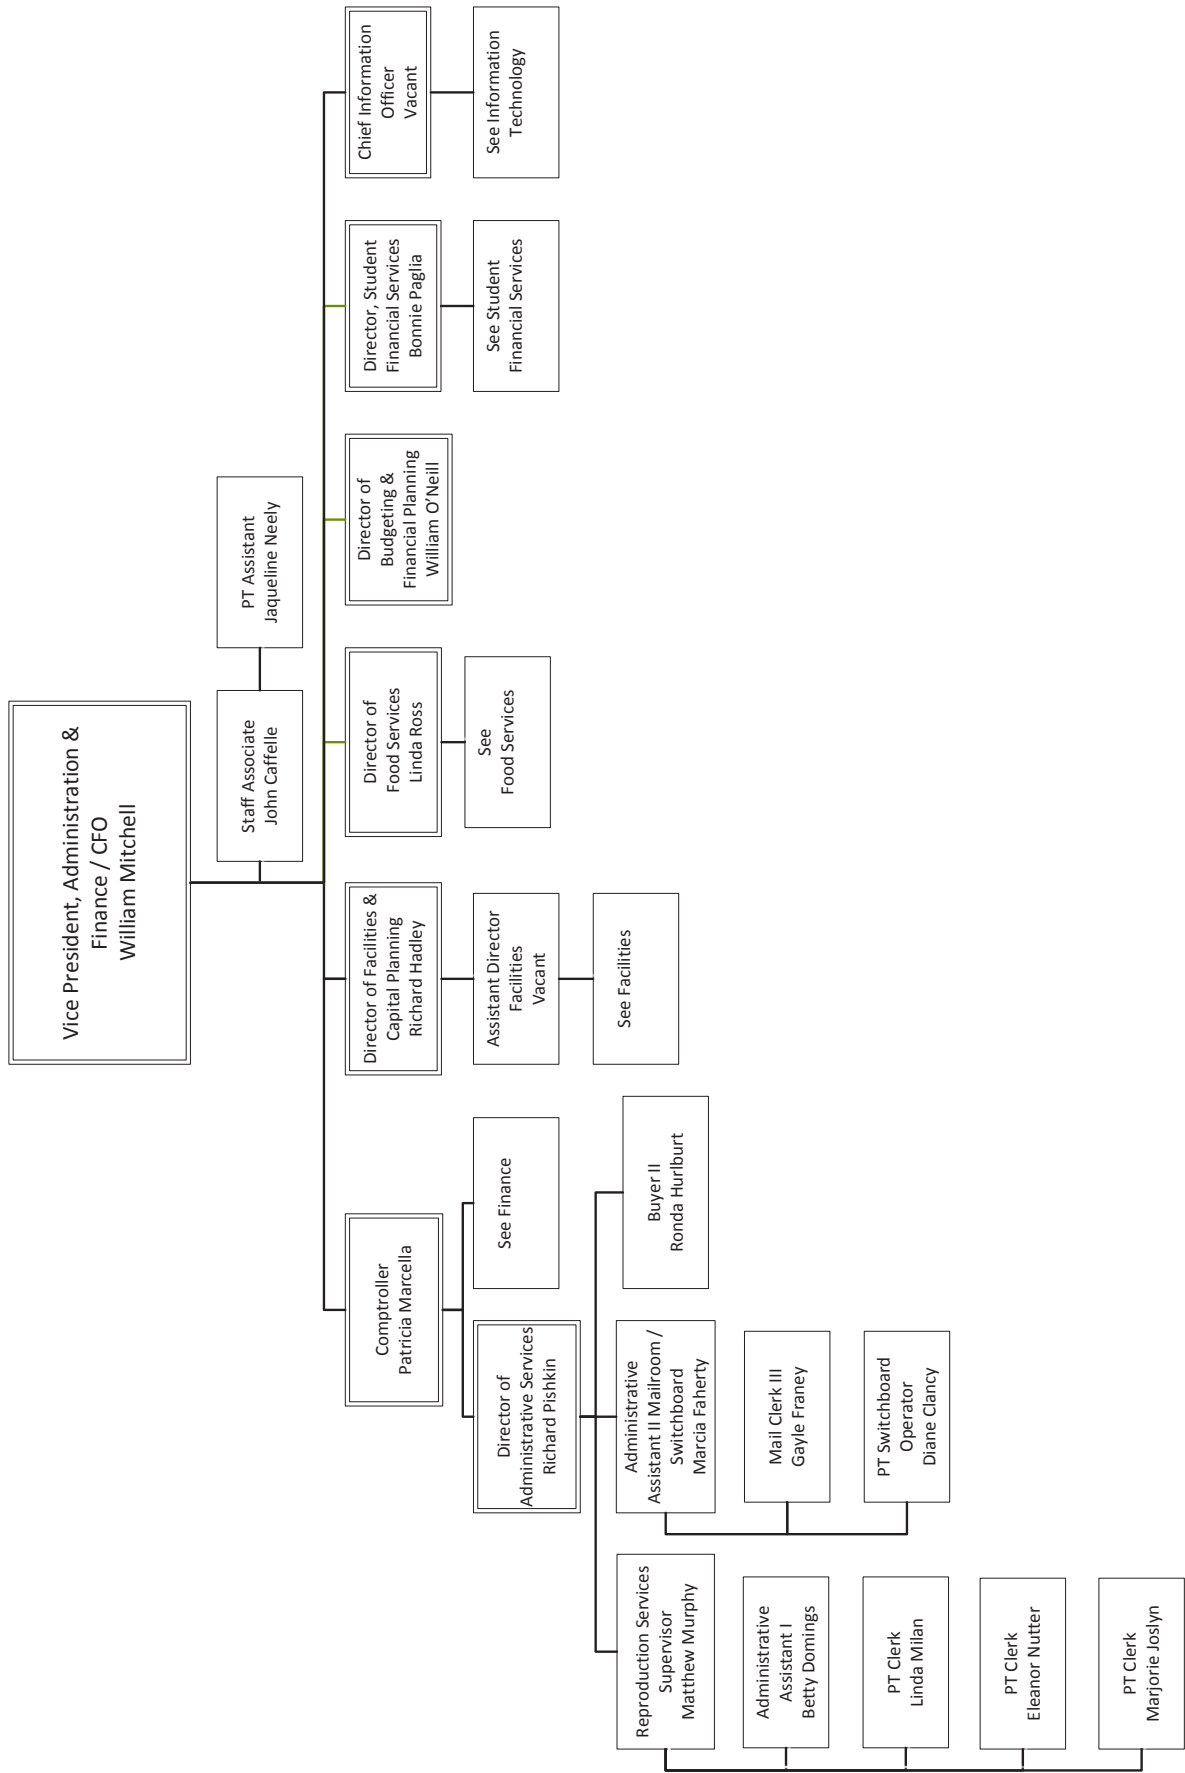 Vice President, Administration &
Finance / CFO
William Mitchell
Staff Associate
John Caffelle
PT Assistant
Jaqueline Neely
Comptroller
Patricia Marcella
Director of Facilities &
Capital Planning
Richard Hadley
Director of
Food Services
Linda Ross
Director of
Budgeting &
Financial Planning
William O’Neill
Director, Student
Financial Services
Bonnie Paglia
Chief Information
Officer
Vacant
Director of
Administrative Services
Richard Pishkin
See Finance
Assistant Director
Facilities
Vacant
See
Food Services
See Student
Financial Services
See Information
Technology
See Facilities
Reproduction Services
Supervisor
Matthew Murphy
Administrative
Assistant II Mailroom /
Switchboard
Marcia Faherty
Buyer II
Ronda Hurlburt
Administrative
Assistant I
Betty Domings
Mail Clerk III
Gayle Franey
PT Clerk
Linda Milan
PT Switchboard
Operator
Diane Clancy
PT Clerk
Eleanor Nutter
PT Clerk
Marjorie Joslyn